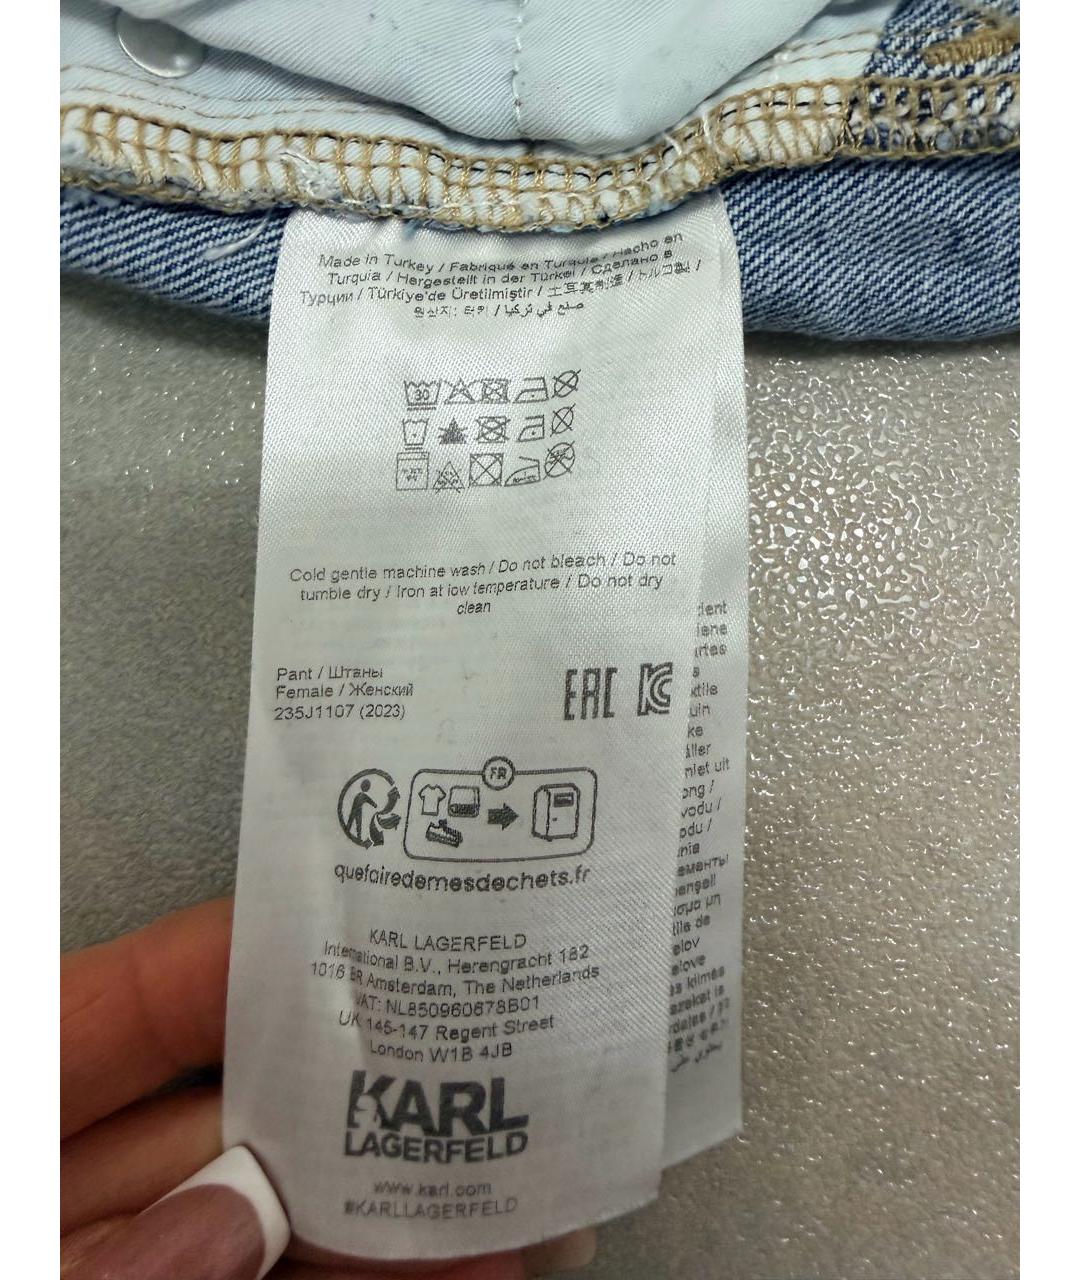 Made in Turkey / Fabriqué en Turquie / Hecho en
Turquia / Hergestellt in der Türkei / Сделано в
Турции / Türkiye'de Üretilmiştir / 土耳其制造 / トルコ製 /
원산지: 터키 / صنع في تركيا
30
Cold gentle machine wash / Do not bleach / Do not
tumble dry / Iron at low temperature / Do not dry
clean
Pant / Штаны
Female / Женский
235J1107 (2023)
EAC KC
FR
quefairedemesdechets.fr
KARL LAGERFELD
International B.V., Herengracht 182
1016 BR Amsterdam, The Netherlands
VAT: NL850960678B01
UK 145-147 Regent Street
London W1B 4JB
KARL
LAGERFELD
www.karl.com
#KARLLAGERFELD